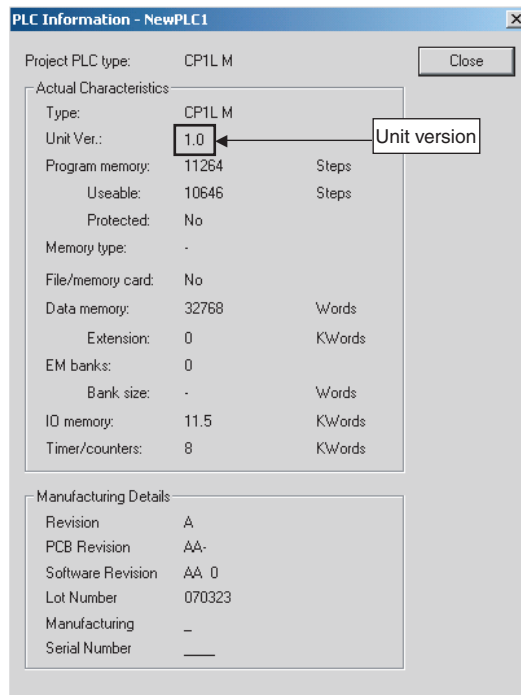 PLC Information - NewPLC1
Project PLC type: CP1L M Close
Actual Characteristics
Type: CP1L M
Unit Ver.: 1.0 Unit version
Program memory: 11264 Steps
Useable: 10646 Steps
Protected: No
Memory type: -
File/memory card: No
Data memory: 32768 Words
Extension: 0 KWords
EM banks: 0
Bank size: - Words
IO memory: 11.5 KWords
Timer/counters: 8 KWords
Manufacturing Details
Revision A
PCB Revision AA-
Software Revision AA 0
Lot Number 070323
Manufacturing _
Serial Number ____